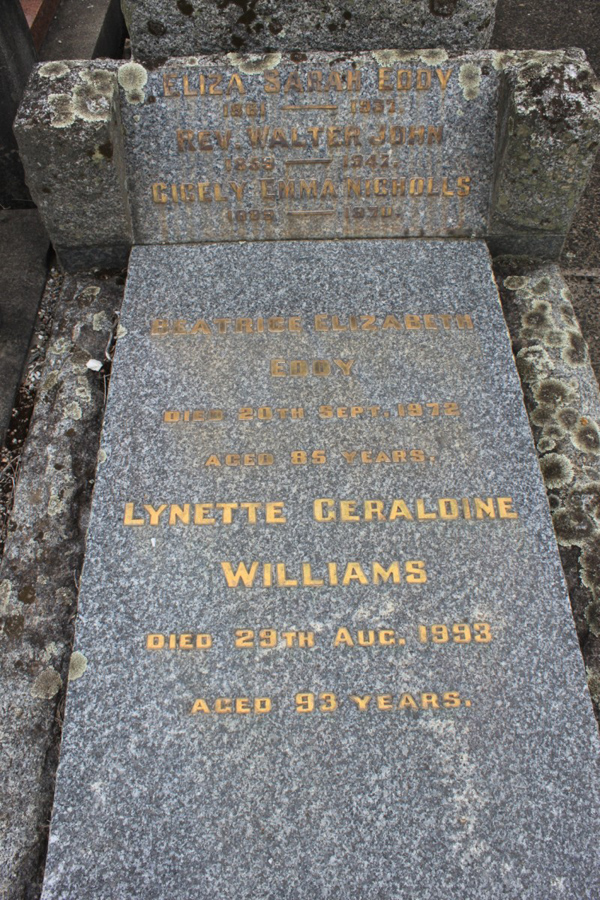 ELIZA SARAH EDDY
REV. WALTER JOHN
CICELY EMMA NICHOLLS
BEATRICE ELIZABETH
EDDY
DIED 20TH SEPT. 1972
AGED 85 YEARS.
LYNETTE GERALDINE
WILLIAMS
DIED 29TH AUG. 1993
AGED 93 YEARS.